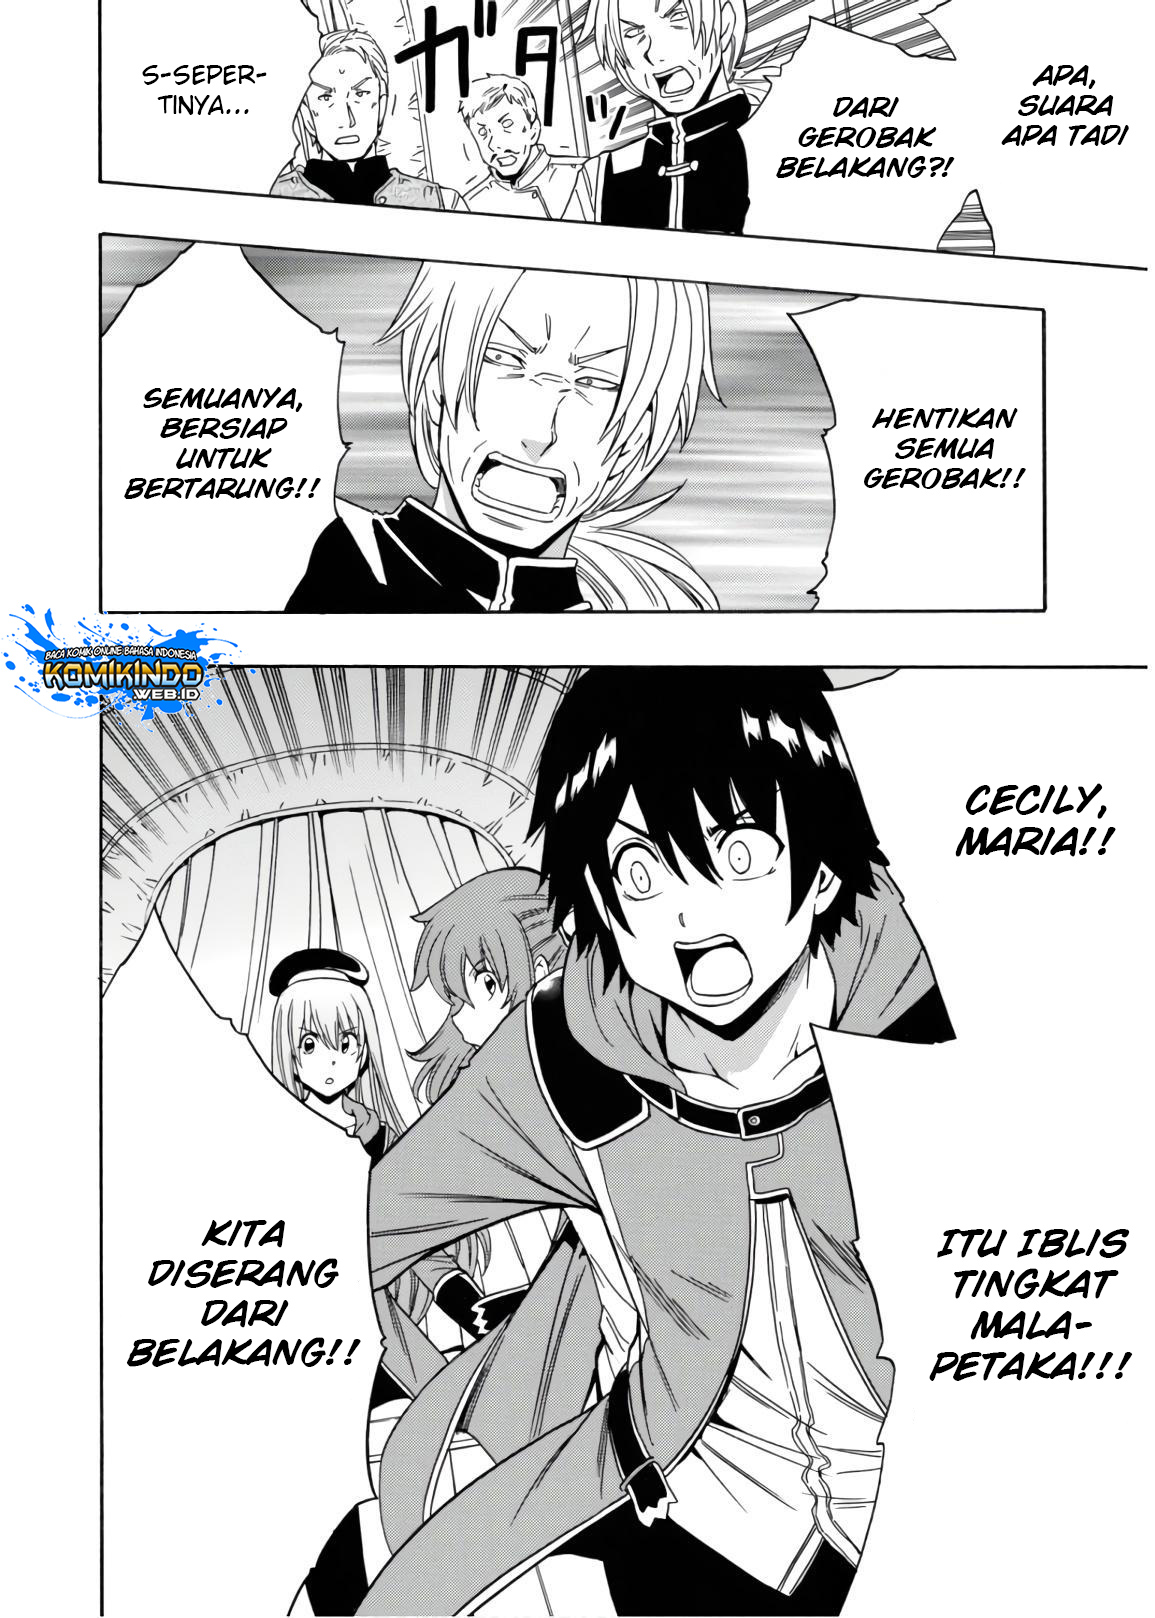 APA,
SUARA
APA TADI
DARI
GEROBAK
BELAKANG?!
ガタ
S-SEPER-
TINYA...
HENTIKAN
SEMUA
GEROBAK!!
SEMUANYA,
BERSIAP
UNTUK
BERTARUNG!!
BACA KOMIK ONLINE BAHASA INDONESIA
KOMIKINDO
.WEB.ID
CECILY,
MARIA!!
ITU IBLIS
TINGKAT
MALA-
PETAKA!!!
KITA
DISERANG
DARI
BELAKANG!!